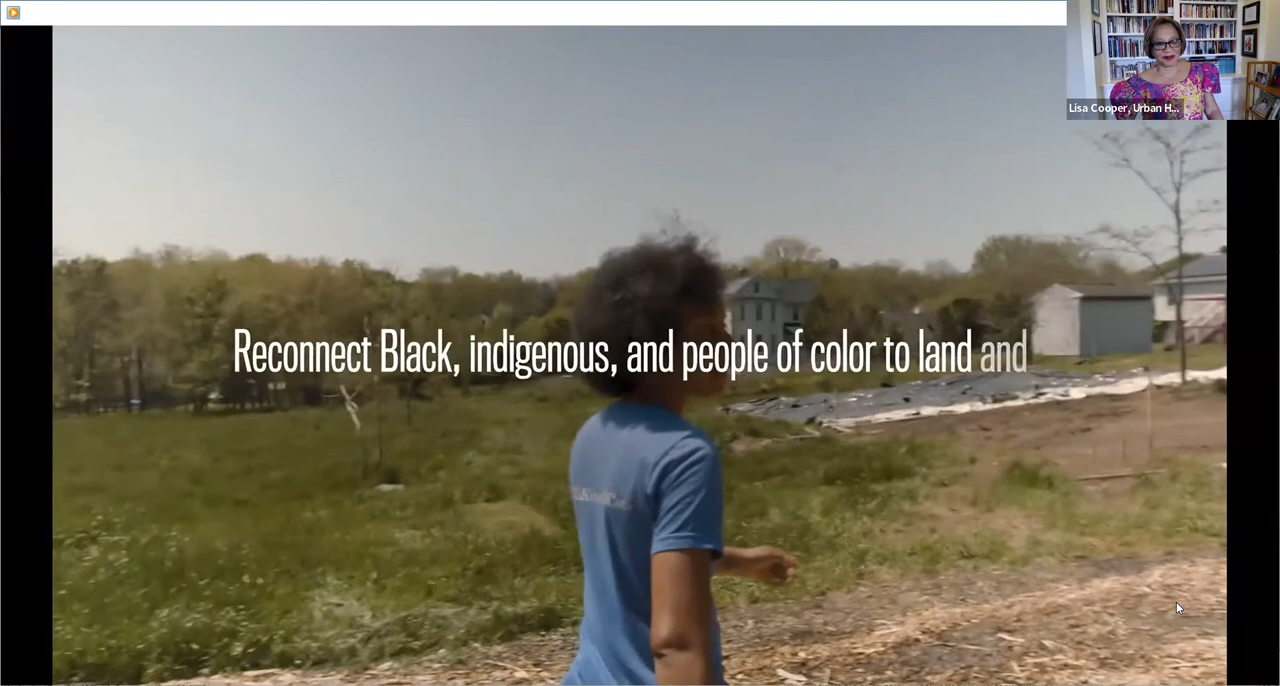 Lisa Cooper, Urban H...
Reconnect Black, indigenous, and people of color to land and